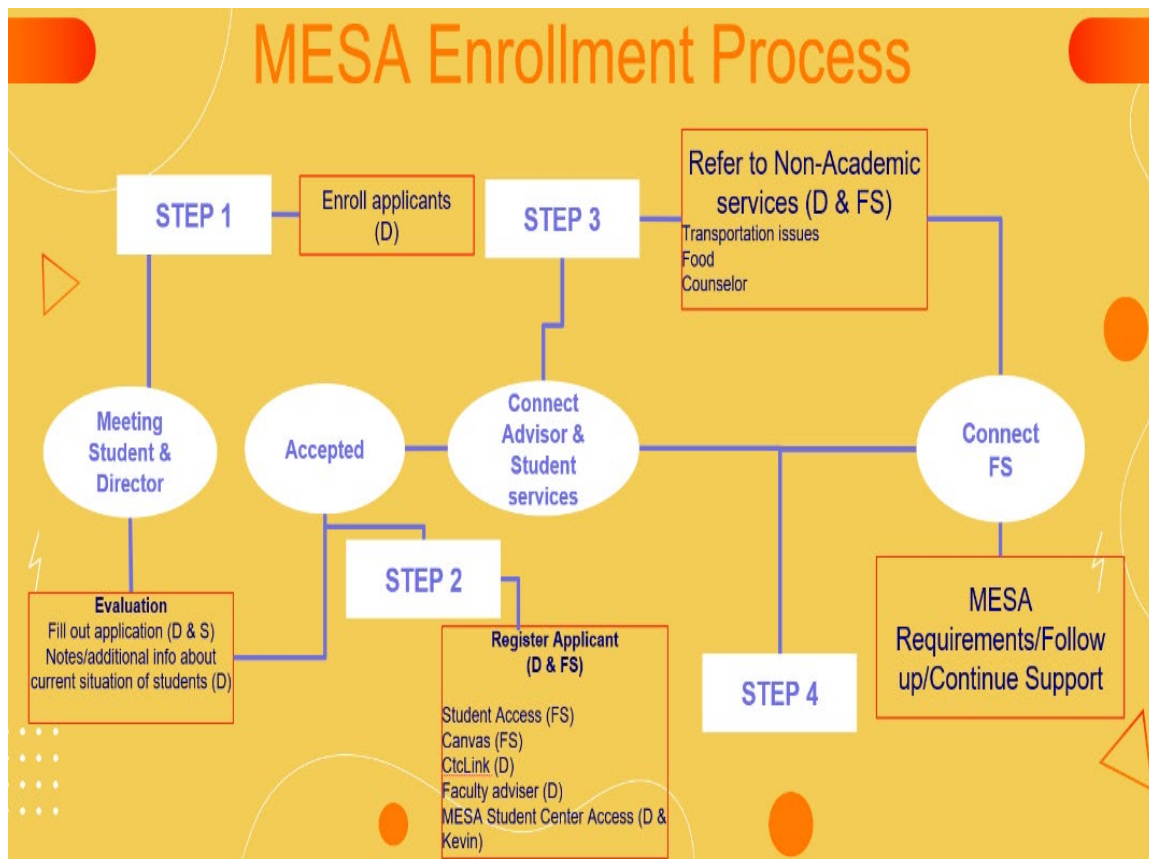 MESA Enrollment Process
STEP 1
Enroll applicants
(D)
STEP 3
Refer to Non-Academic
services (D & FS)
Transportation issues
Food
Counselor
Meeting
Student &
Director
Accepted
Connect
Advisor &
Student
services
Connect
FS
STEP 2
Evaluation
Fill out application (D & S)
Notes/additional info about
current situation of students (D)
Register Applicant
(D & FS)
Student Access (FS)
Canvas (FS)
CtcLink (D)
Faculty adviser (D)
MESA Student Center Access (D &
Kevin)
STEP 4
MESA
Requirements/Follow
up/Continue Support